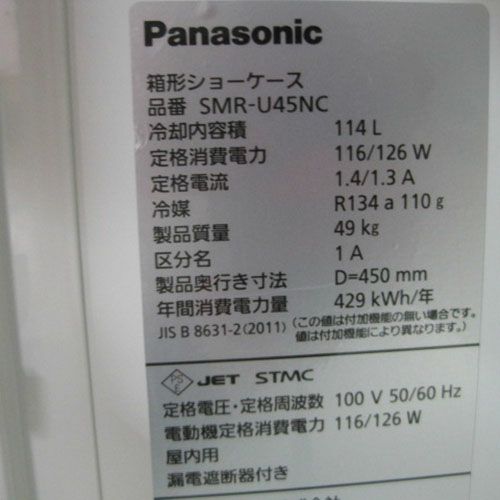 Panasonic
箱形ショーケース
品番 SMR-U45NC
冷却内容積 114 L
定格消費電力 116/126 W
定格電流 1.4/1.3 A
冷媒 R134 a 110 g
製品質量 49 kg
区分名 1 A
製品奥行き寸法 D=450 mm
年間消費電力量 429 kWh/年
JIS B 8631-2(2011) (この値は付加機能の無い場合です。
値は付加機能により異なります。)
PSE JET STMC
定格電圧・定格周波数 100 V 50/60 Hz
電動機定格消費電力 116/126 W
屋内用
漏電遮断器付き